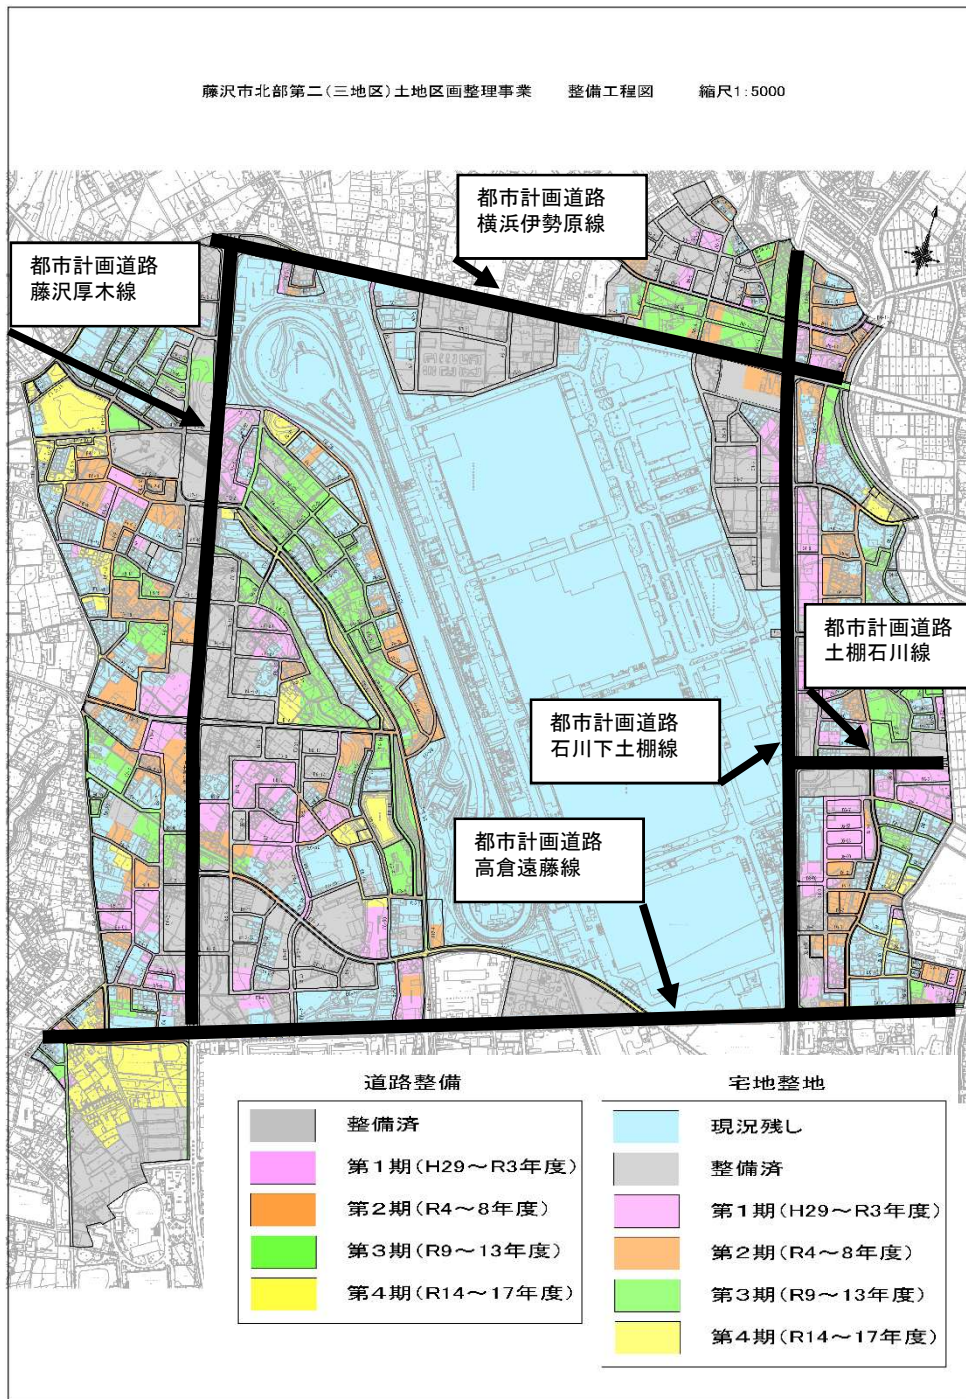 藤沢市北部第二(三地区)土地区画整理事業 整備工程図 縮尺1:5000
都市計画道路
横浜伊勢原線
都市計画道路
藤沢厚木線
都市計画道路
土棚石川線
都市計画道路
石川下土棚線
都市計画道路
高倉遠藤線
道路整備
整備済
第1期(H29～R3年度)
第2期(R4～8年度)
第3期(R9～13年度)
第4期(R14～17年度)
宅地整地
現況残し
整備済
第1期(H29～R3年度)
第2期(R4～8年度)
第3期(R9～13年度)
第4期(R14～17年度)